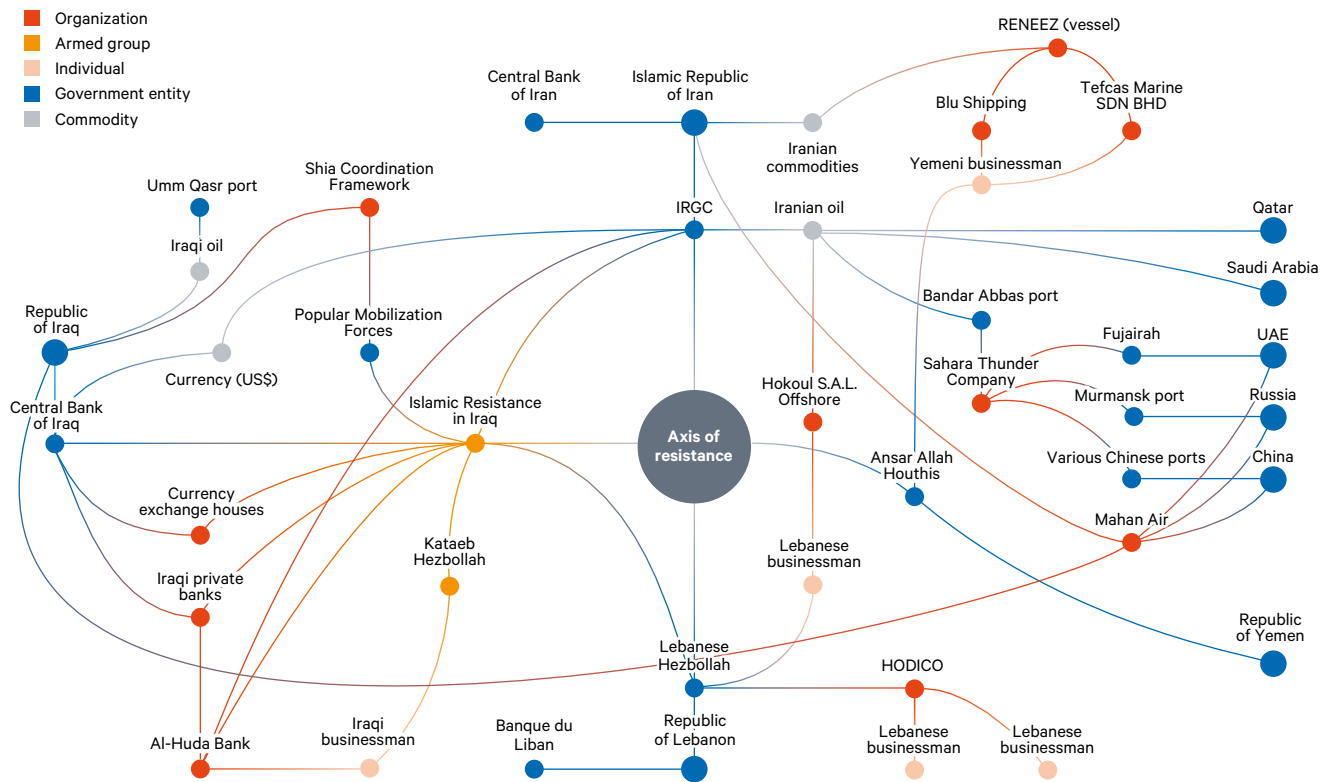 Organization
Armed group
Individual
Government entity
Commodity
RENEEZ (vessel)
Central Bank
of Iran
Islamic Republic
of Iran
Blu Shipping
Tefcas Marine
SDN BHD
Iranian
commodities
Yemeni businessman
Umm Qasr port
Shia Coordination
Framework
IRGC
Iranian oil
Qatar
Iraqi oil
Saudi Arabia
Republic
of Iraq
Popular Mobilization
Forces
Bandar Abbas port
Fujairah
UAE
Currency (US$)
Sahara Thunder
Company
Hokoul S.A.L.
Offshore
Murmansk port
Russia
Central Bank
of Iraq
Islamic Resistance
in Iraq
Axis of
resistance
Ansar Allah
Houthis
Various Chinese ports
China
Currency
exchange houses
Mahan Air
Kataeb
Hezbollah
Lebanese
businessman
Iraqi private
banks
Republic
of Yemen
Lebanese
Hezbollah
HODICO
Al-Huda Bank
Iraqi
businessman
Banque du
Liban
Republic
of Lebanon
Lebanese
businessman
Lebanese
businessman